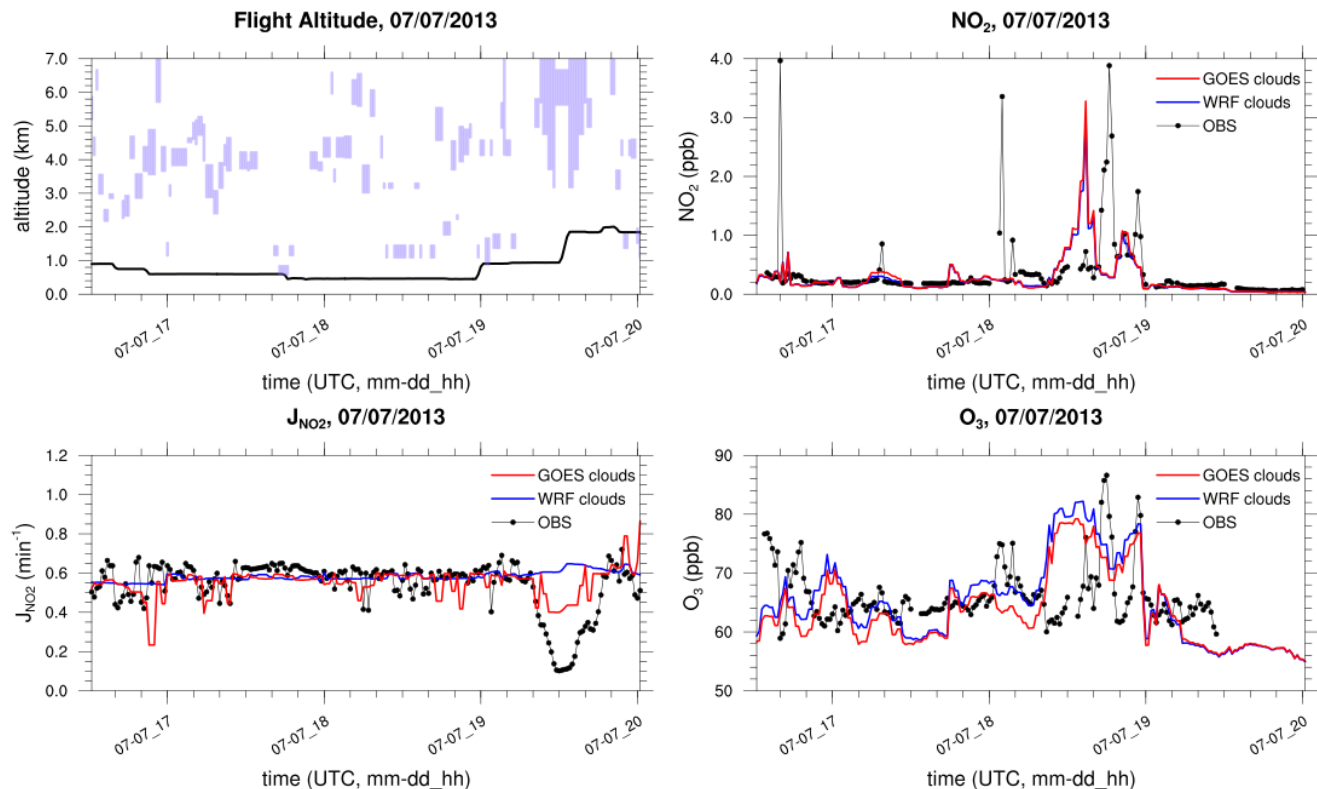 Flight Altitude, 07/07/2013
altitude (km)
7.0
6.0
5.0
4.0
3.0
2.0
1.0
0.0
07-07_17
07-07_18
07-07_19
07-07_20
time (UTC, mm-dd_hh)
NO₂, 07/07/2013
NO₂ (ppb)
4.0
3.0
2.0
1.0
0.0
GOES clouds
WRF clouds
OBS
07-07_17
07-07_18
07-07_19
07-07_20
time (UTC, mm-dd_hh)
J_NO2, 07/07/2013
J_NO2 (min⁻¹)
1.2
1.0
0.8
0.6
0.4
0.2
0.0
GOES clouds
WRF clouds
OBS
07-07_17
07-07_18
07-07_19
07-07_20
time (UTC, mm-dd_hh)
O₃, 07/07/2013
O₃ (ppb)
90
80
70
60
50
GOES clouds
WRF clouds
OBS
07-07_17
07-07_18
07-07_19
07-07_20
time (UTC, mm-dd_hh)